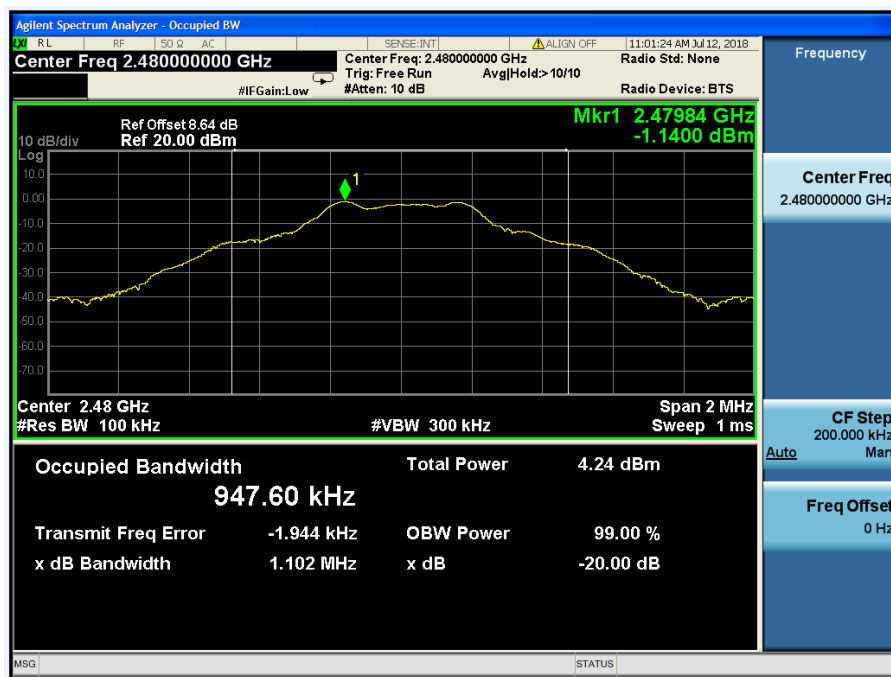 Agilent Spectrum Analyzer - Occupied BW
LXI RL RF 50 Ω AC SENSE:INT ALIGN OFF 11:01:24 AM Jul 12, 2018
Center Freq 2.480000000 GHz
Center Freq: 2.480000000 GHz
Radio Std: None
Trig: Free Run Avg|Hold:>10/10
#IFGain:Low
#Atten: 10 dB
Radio Device: BTS
Ref Offset 8.64 dB
10 dB/div Ref 20.00 dBm
Mkr1 2.47984 GHz
-1.1400 dBm
Log
10.0
0.00
-10.0
-20.0
-30.0
-40.0
-50.0
-60.0
-70.0
1
Center 2.48 GHz Span 2 MHz
#Res BW 100 kHz #VBW 300 kHz Sweep 1 ms
Occupied Bandwidth Total Power 4.24 dBm
947.60 kHz
Transmit Freq Error -1.944 kHz OBW Power 99.00 %
x dB Bandwidth 1.102 MHz x dB -20.00 dB
MSG STATUS
Frequency
Center Freq
2.480000000 GHz
CF Step
200.000 kHz
Auto Man
Freq Offset
0 Hz